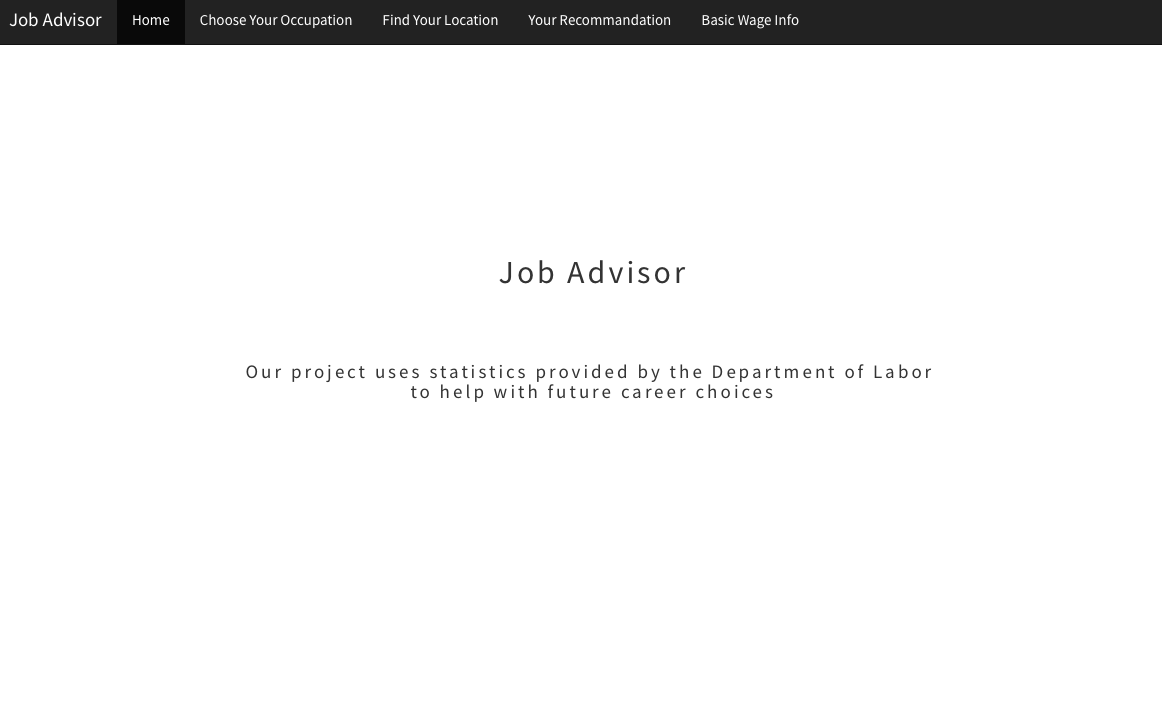 Job Advisor Home Choose Your Occupation Find Your Location Your Recommandation Basic Wage Info
Job Advisor
Our project uses statistics provided by the Department of Labor
to help with future career choices